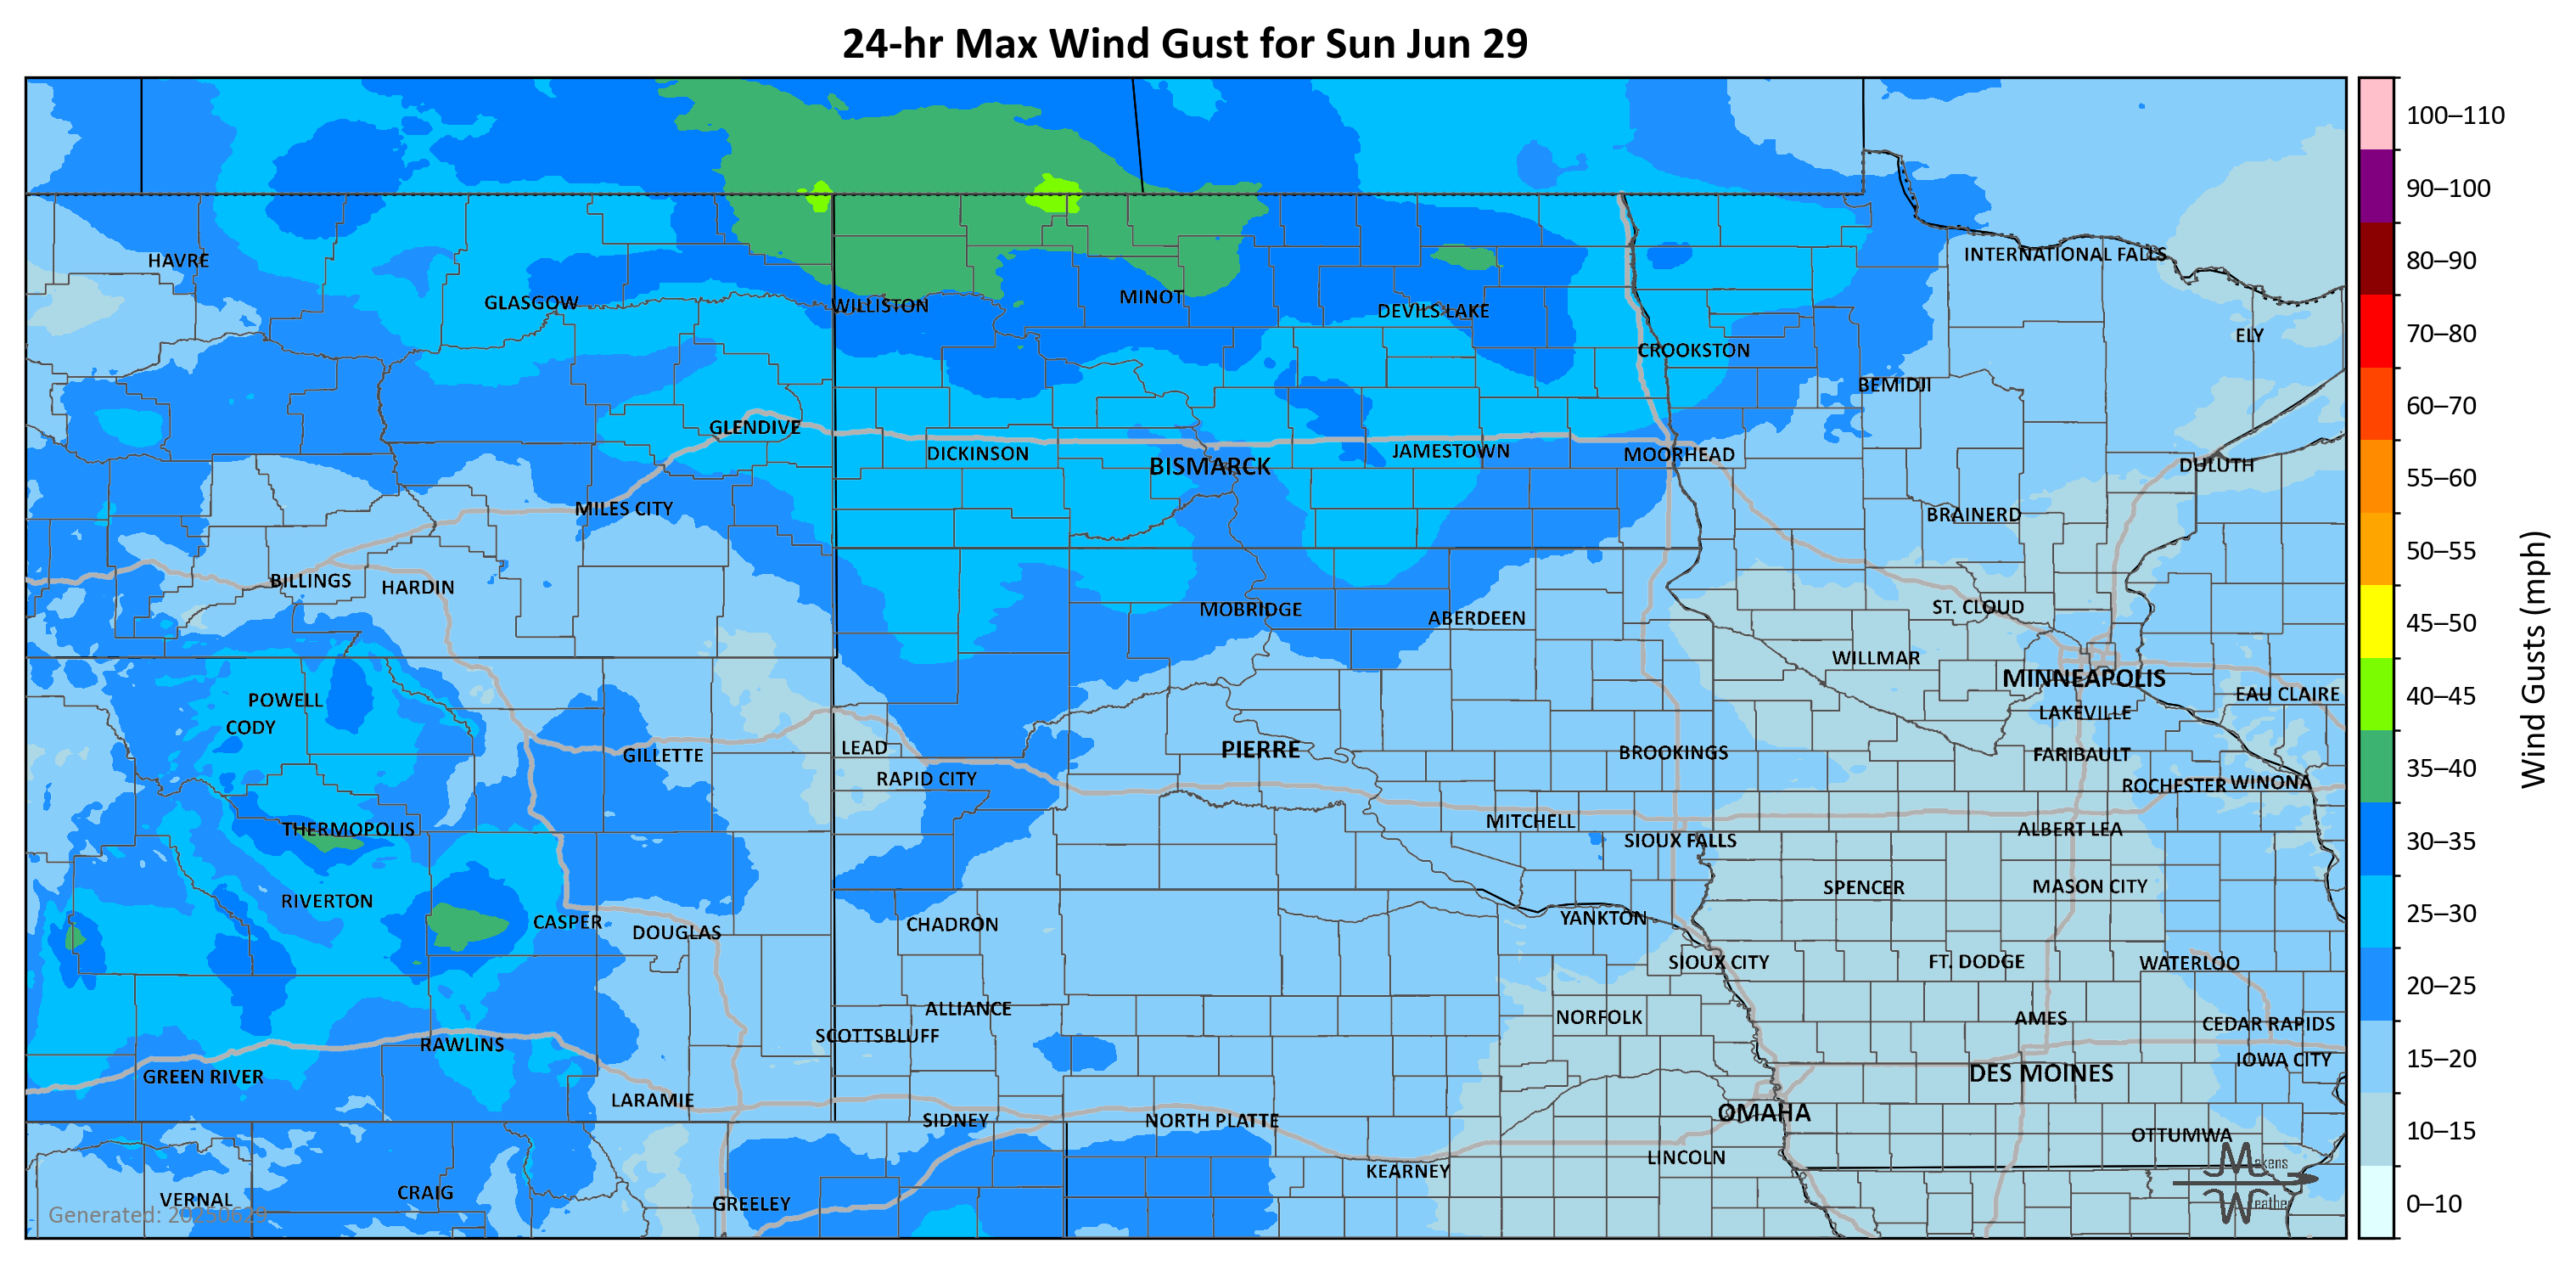 24-hr Max Wind Gust for Sun Jun 29
100–110
90–100
80–90
70–80
60–70
55–60
50–55
45–50
40–45
35–40
30–35
25–30
20–25
15–20
10–15
0–10
Wind Gusts (mph)
HAVRE
INTERNATIONAL FALLS
GLASGOW
WILLISTON
MINOT
DEVILS LAKE
ELY
CROOKSTON
BEMIDJI
GLENDIVE
DICKINSON
BISMARCK
JAMESTOWN
MOORHEAD
DULUTH
MILES CITY
BRAINERD
BILLINGS
HARDIN
MOBRIDGE
ABERDEEN
ST. CLOUD
WILLMAR
MINNEAPOLIS
POWELL
EAU CLAIRE
CODY
LAKEVILLE
GILLETTE
LEAD
PIERRE
BROOKINGS
FARIBAULT
RAPID CITY
ROCHESTER
WINONA
THERMOPOLIS
MITCHELL
SIOUX FALLS
ALBERT LEA
RIVERTON
SPENCER
MASON CITY
CASPER
DOUGLAS
CHADRON
YANKTON
SIOUX CITY
FT. DODGE
WATERLOO
ALLIANCE
NORFOLK
AMES
CEDAR RAPIDS
SCOTTSBLUFF
RAWLINS
IOWA CITY
GREEN RIVER
DES MOINES
LARAMIE
SIDNEY
NORTH PLATTE
OMAHA
OTTUMWA
LINCOLN
KEARNEY
VERNAL
CRAIG
GREELEY
Generated: 20250629
Makens
Weather